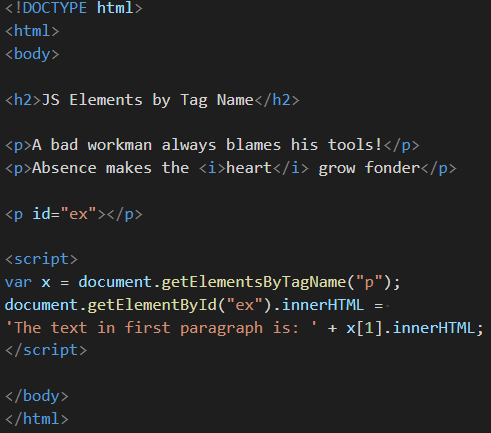 <!DOCTYPE html>
<html>
<body>
<h2>JS Elements by Tag Name</h2>
<p>A bad workman always blames his tools!</p>
<p>Absence makes the <i>heart</i> grow fonder</p>
<p id="ex"></p>
<script>
var x = document.getElementsByTagName("p");
document.getElementById("ex").innerHTML =
'The text in first paragraph is: ' + x[1].innerHTML;
</script>
</body>
</html>